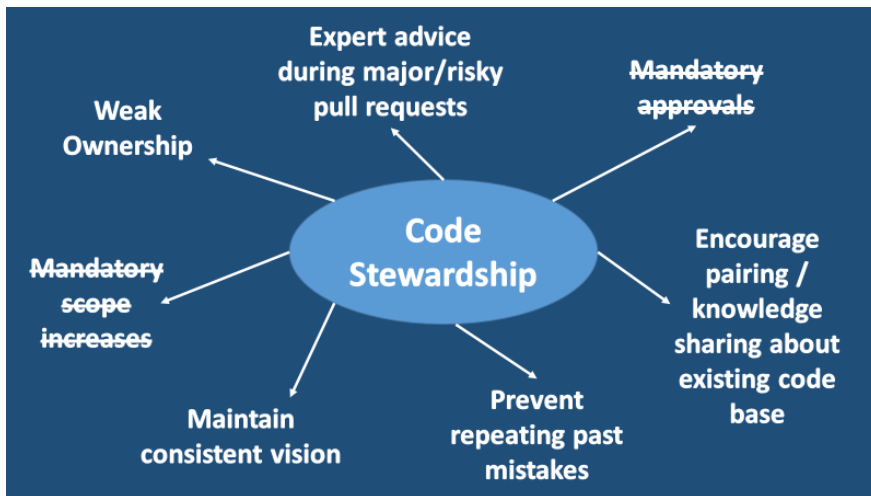 Expert advice
during major/risky
pull requests
Mandatory
approvals
Weak
Ownership
Code
Stewardship
Encourage
pairing /
knowledge
sharing about
existing code
base
Mandatory
scope
increases
Maintain
consistent vision
Prevent
repeating past
mistakes